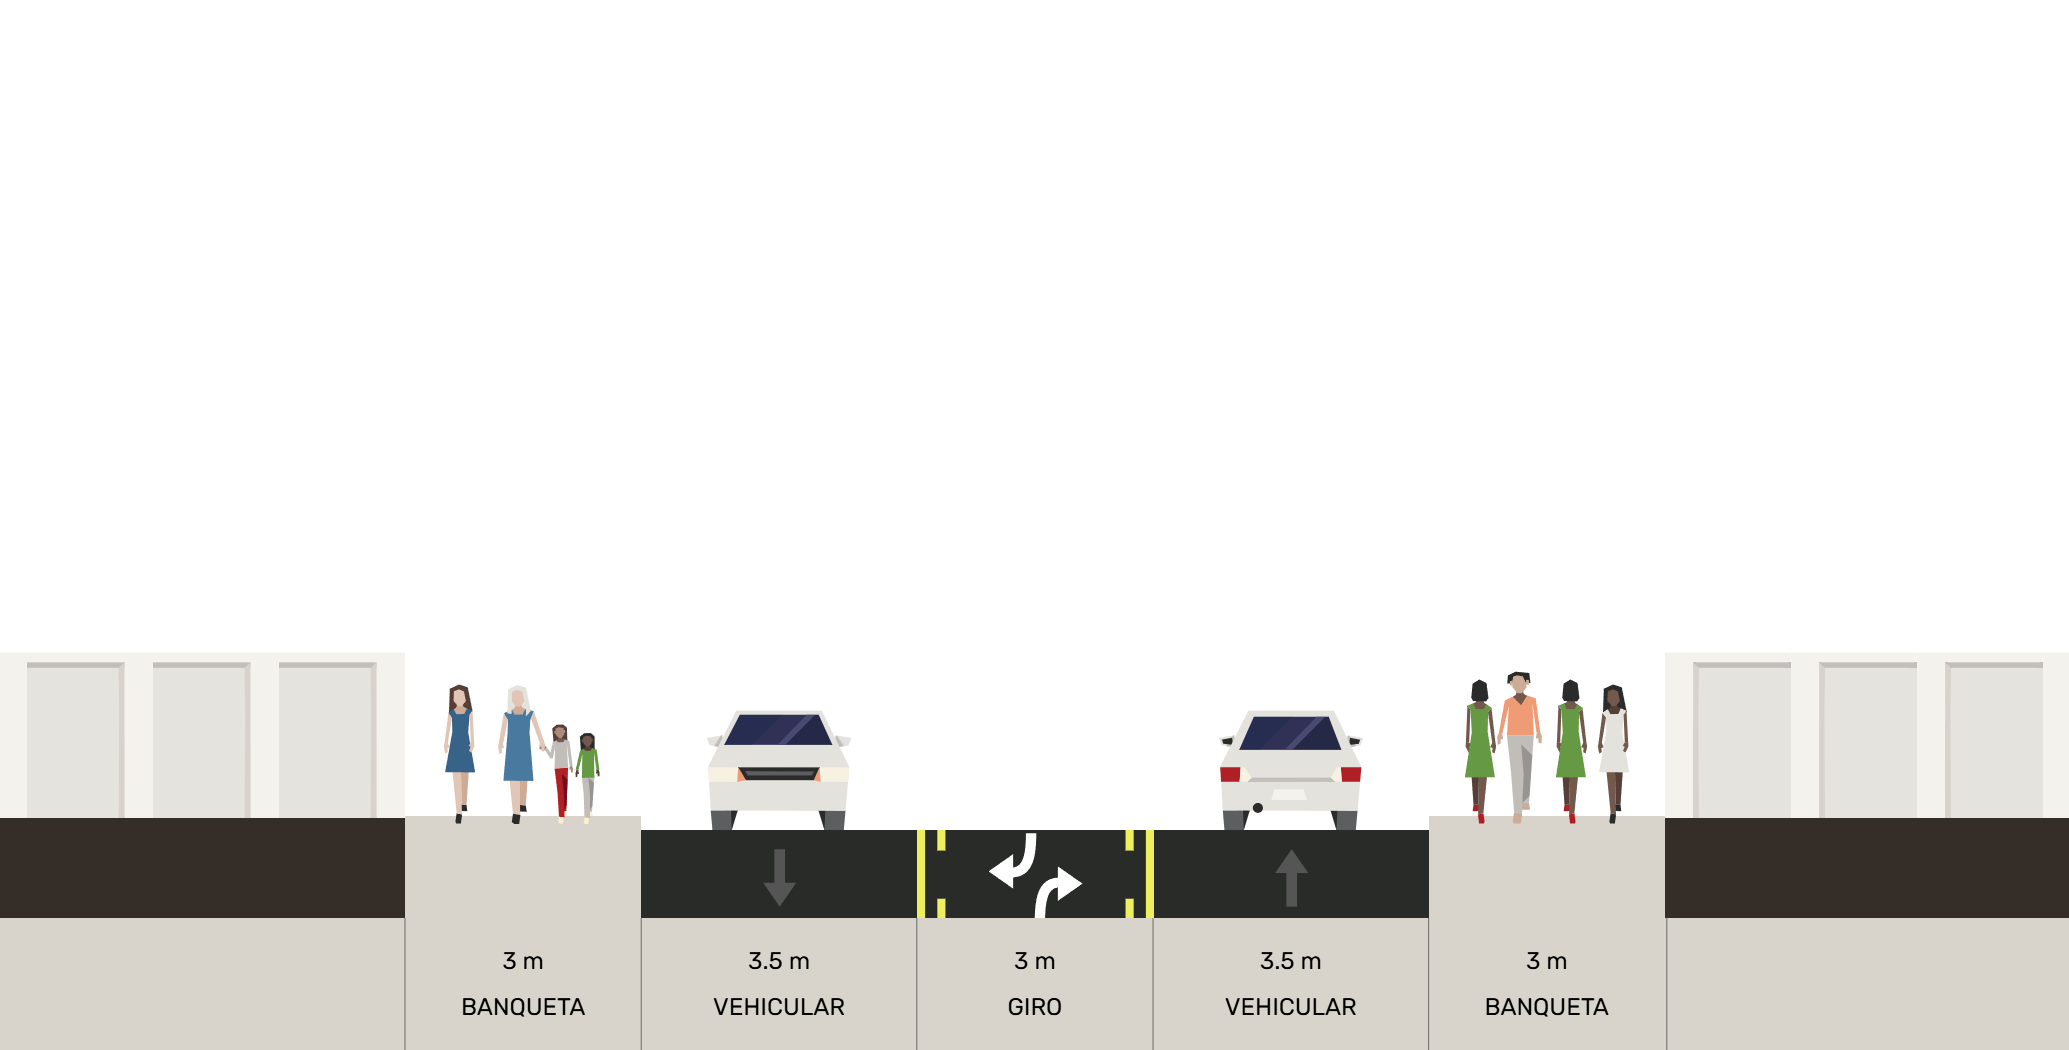 3 m
BANQUETA
3.5 m
VEHICULAR
3 m
GIRO
3.5 m
VEHICULAR
3 m
BANQUETA